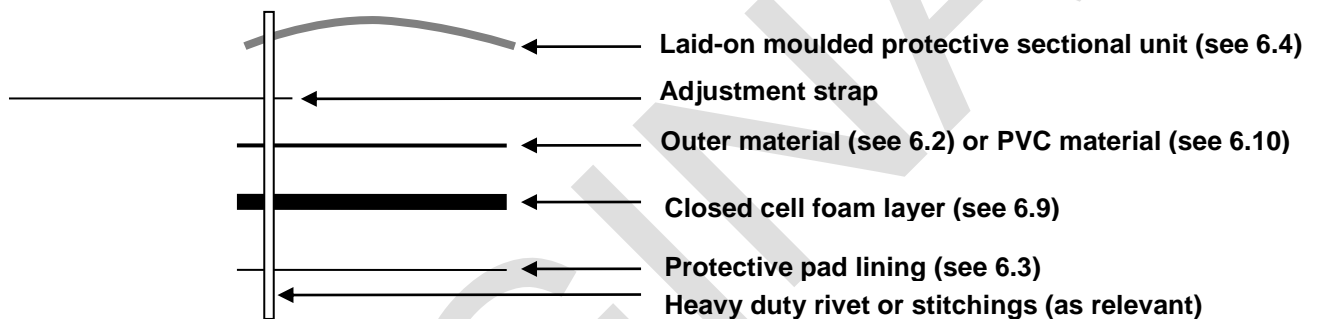 Laid-on moulded protective sectional unit (see 6.4)
Adjustment strap
Outer material (see 6.2) or PVC material (see 6.10)
Closed cell foam layer (see 6.9)
Protective pad lining (see 6.3)
Heavy duty rivet or stitchings (as relevant)